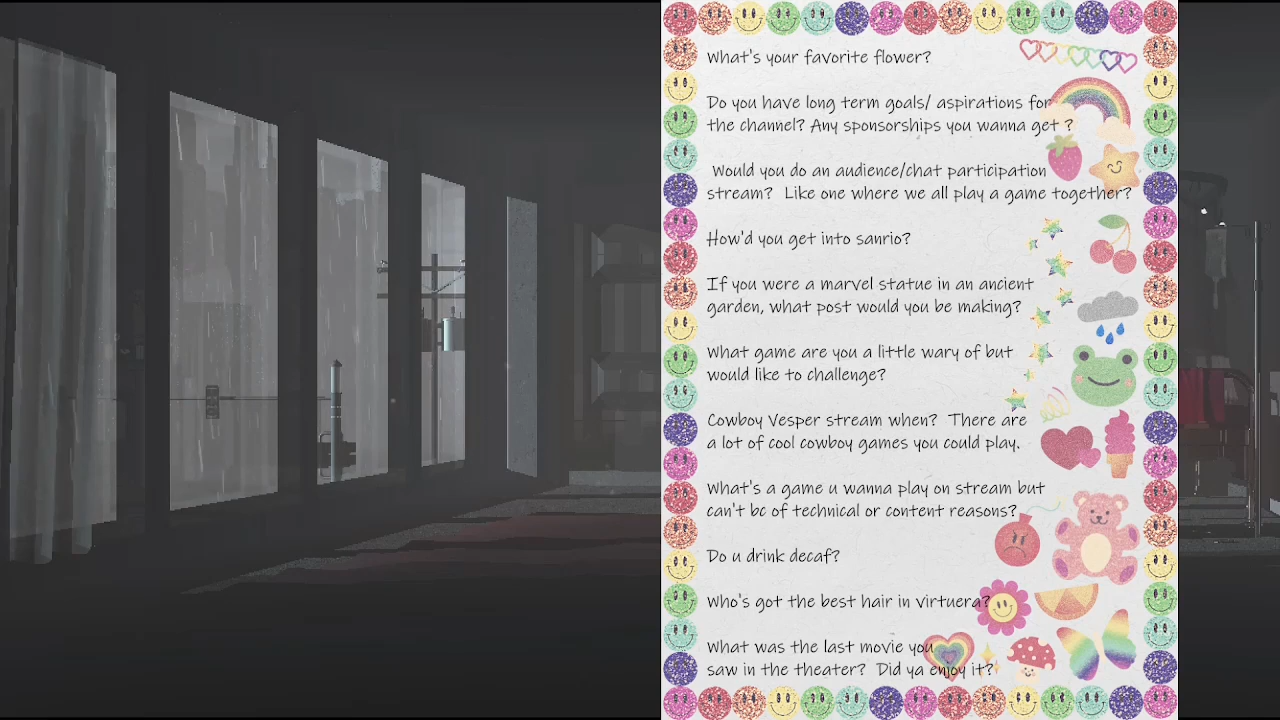 What's your favorite flower?
Do you have long term goals/ aspirations for
the channel? Any sponsorships you wanna get ?
Would you do an audience/chat participation
stream? Like one where we all play a game together?
How'd you get into sanrio?
If you were a marvel statue in an ancient
garden, what post would you be making?
What game are you a little wary of but
would like to challenge?
Cowboy Vesper stream when? There are
a lot of cool cowboy games you could play.
What's a game u wanna play on stream but
can't bc of technical or content reasons?
Do u drink decaf?
Who's got the best hair in virtuera?
What was the last movie you
saw in the theater? Did ya enjoy it?